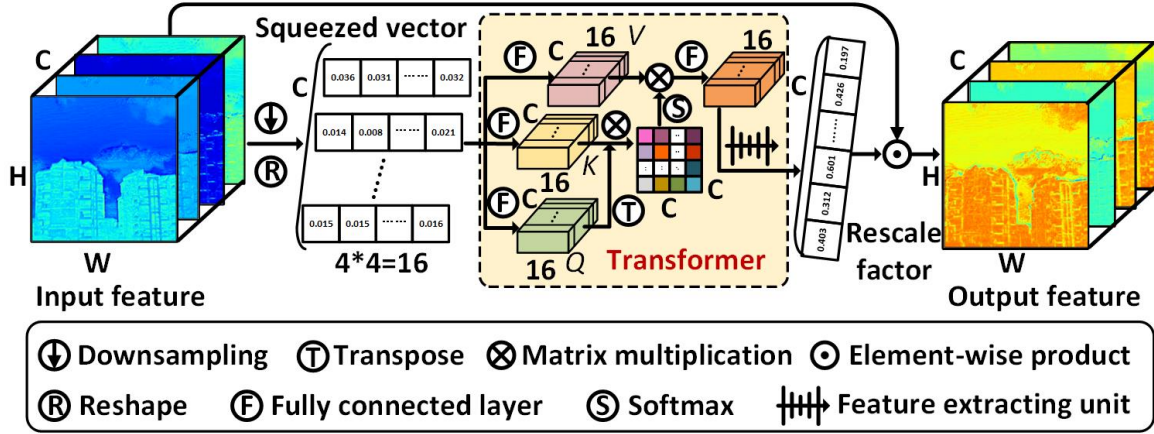 Squeezed vector
C
H
W
Input feature
R
C
0.036 0.031 ...... 0.032
0.014 0.008 ...... 0.021
0.015 0.015 ...... 0.016
4*4=16
F
C
16
V
F
16
F
C
16
K
S
C
C
F
C
16
Q
T
Transformer
C
0.197
0.426
......
0.601
0.312
0.403
Rescale
factor
C
H
W
Output feature
Downsampling
T Transpose
Matrix multiplication
Element-wise product
R Reshape
F Fully connected layer
S Softmax
Feature extracting unit